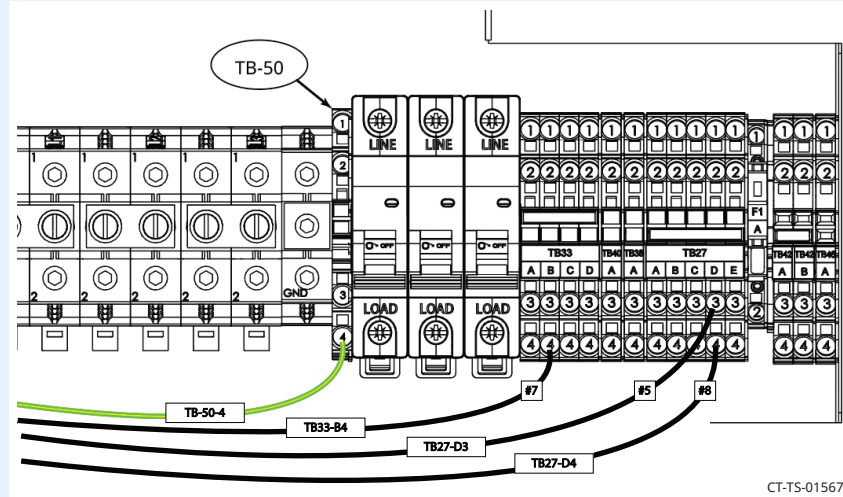 TB-50
1 LINE LINE LINE 1 1 1 1 1 1 1 1 1 1 1 1 1 1 1
1 1 1 1 1 2 2 2 2 2 2 2 2 2 2 2 2 2 2 2
F1
OFF OFF OFF A
TB33 TB40 TB38 TB27 TB42 TB42 TB46
A B C D A A A B C D E A B A
2 2 2 2 2 GND 3 3 3 3 3 3 3 3 3 3 3 3 2 3 3 3
LOAD LOAD LOAD
4 4 4 4 4 4 4 4 4 4 4 4 4 4 4
#7 #5 #8
TB-50-4
TB33-B4
TB27-D3
TB27-D4
CT-TS-01567